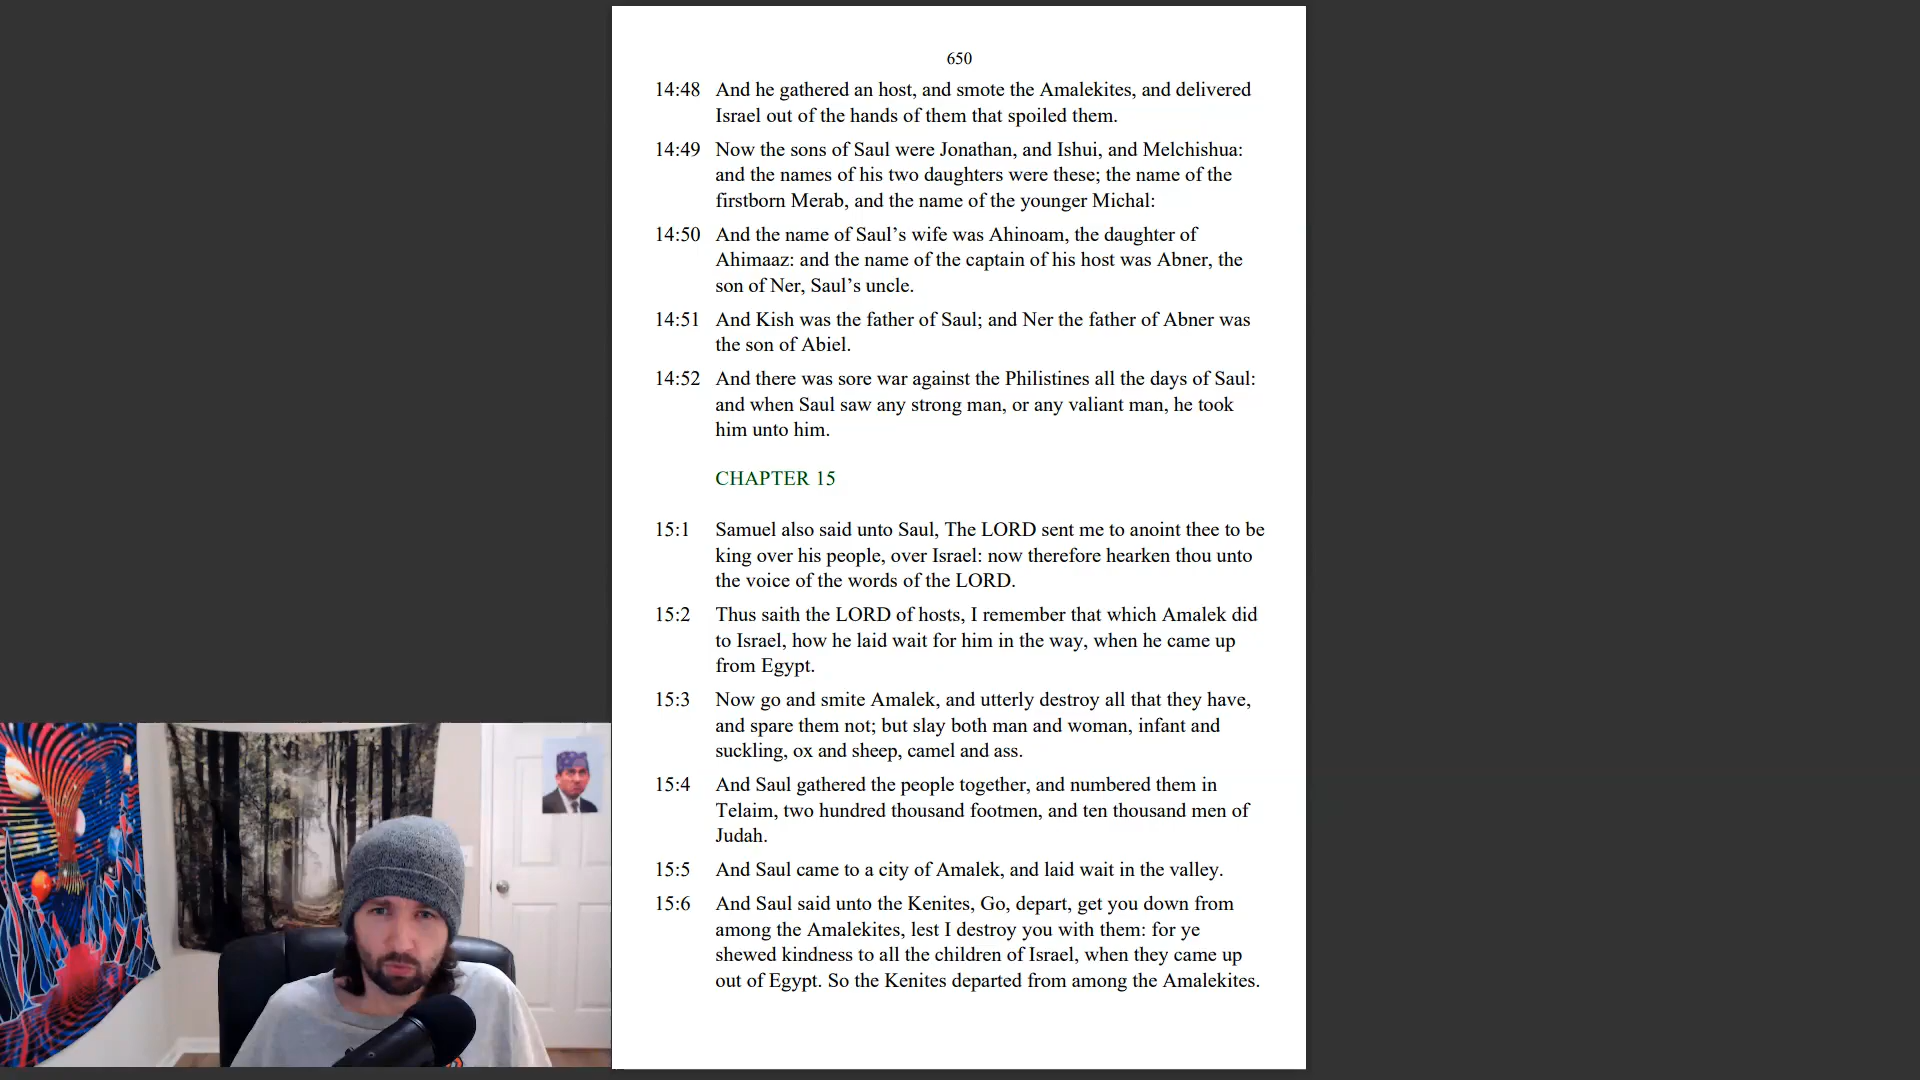 650
14:48 And he gathered an host, and smote the Amalekites, and delivered
Israel out of the hands of them that spoiled them.
14:49 Now the sons of Saul were Jonathan, and Ishui, and Melchishua:
and the names of his two daughters were these; the name of the
firstborn Merab, and the name of the younger Michal:
14:50 And the name of Saul’s wife was Ahinoam, the daughter of
Ahimaaz: and the name of the captain of his host was Abner, the
son of Ner, Saul’s uncle.
14:51 And Kish was the father of Saul; and Ner the father of Abner was
the son of Abiel.
14:52 And there was sore war against the Philistines all the days of Saul:
and when Saul saw any strong man, or any valiant man, he took
him unto him.
CHAPTER 15
15:1 Samuel also said unto Saul, The LORD sent me to anoint thee to be
king over his people, over Israel: now therefore hearken thou unto
the voice of the words of the LORD.
15:2 Thus saith the LORD of hosts, I remember that which Amalek did
to Israel, how he laid wait for him in the way, when he came up
from Egypt.
15:3 Now go and smite Amalek, and utterly destroy all that they have,
and spare them not; but slay both man and woman, infant and
suckling, ox and sheep, camel and ass.
15:4 And Saul gathered the people together, and numbered them in
Telaim, two hundred thousand footmen, and ten thousand men of
Judah.
15:5 And Saul came to a city of Amalek, and laid wait in the valley.
15:6 And Saul said unto the Kenites, Go, depart, get you down from
among the Amalekites, lest I destroy you with them: for ye
shewed kindness to all the children of Israel, when they came up
out of Egypt. So the Kenites departed from among the Amalekites.